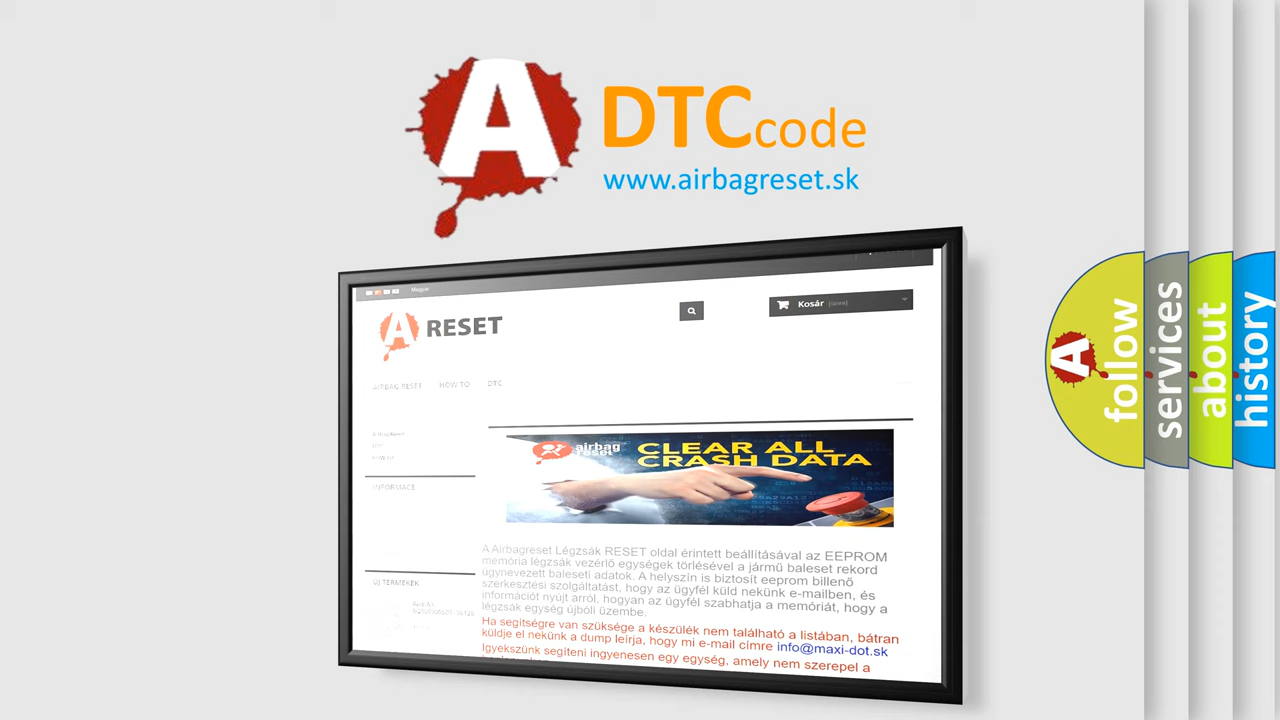 A DTC code
www.airbagreset.sk
Magyar
A RESET
Kosár (üres)
AIRBAG RESET HOW TO DTC
INFORMACE
airbag
reset
CLEAR ALL
CRASH DATA
A Airbagreset Légzsák RESET oldal érintett beállításával az EEPROM
memória légzsák vezérlő egységek törlésével a jármű baleset rekord
úgynevezett baleseti adatok. A helyszín is biztosít eeprom billenő
szerkesztési szolgáltatást, hogy az ügyfél küld nekünk e-mailben, és
információt nyújt arról, hogyan az ügyfél szabhatja a memóriát, hogy a
légzsák egység újbóli üzembe.
Ha segítségre van szüksége a készülék nem található a listában, bátran
küldje el nekünk a dump leírja, hogy mi e-mail címre info@maxi-dot.sk
Igyekszünk segíteni ingyenesen egy egység, amely nem szerepel a
ÚJ TERMÉKEK
A
follow
services
about
history